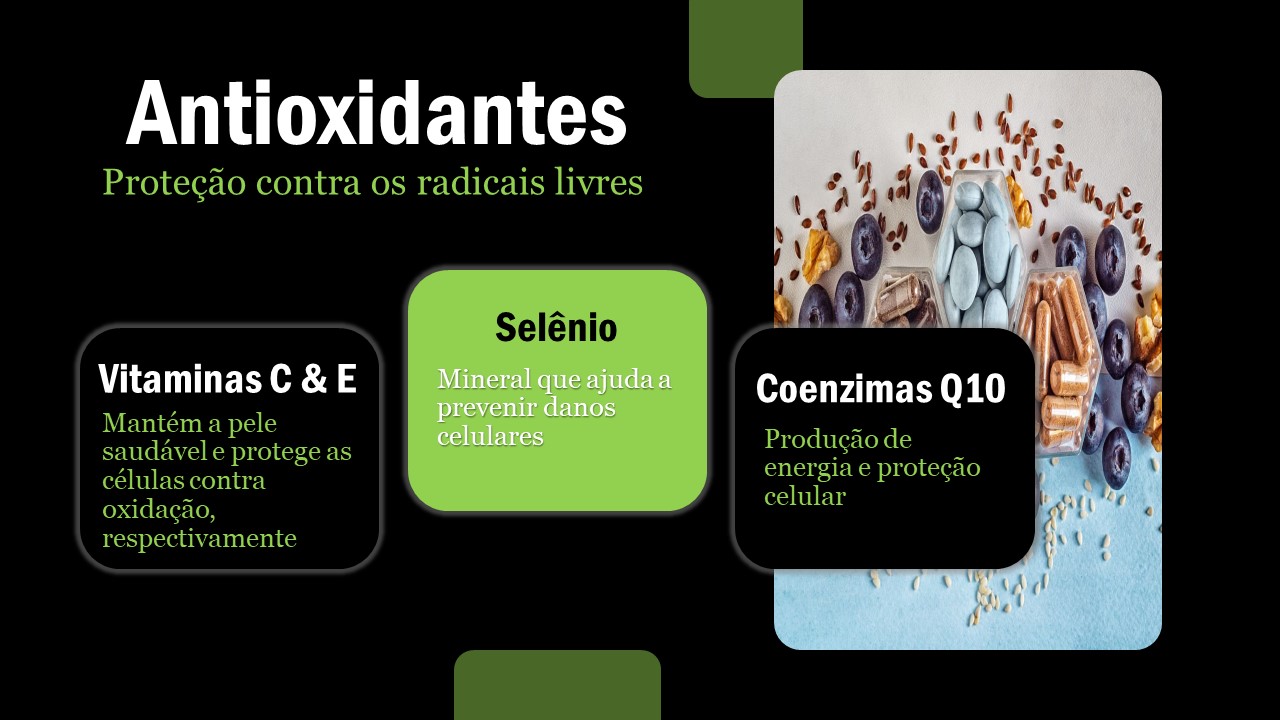 Antioxidantes
Proteção contra os radicais livres
Vitaminas C & E
Mantém a pele
saudável e protege as
células contra
oxidação,
respectivamente
Selênio
Mineral que ajuda a
prevenir danos
celulares
Coenzimas Q10
Produção de
energia e proteção
celular